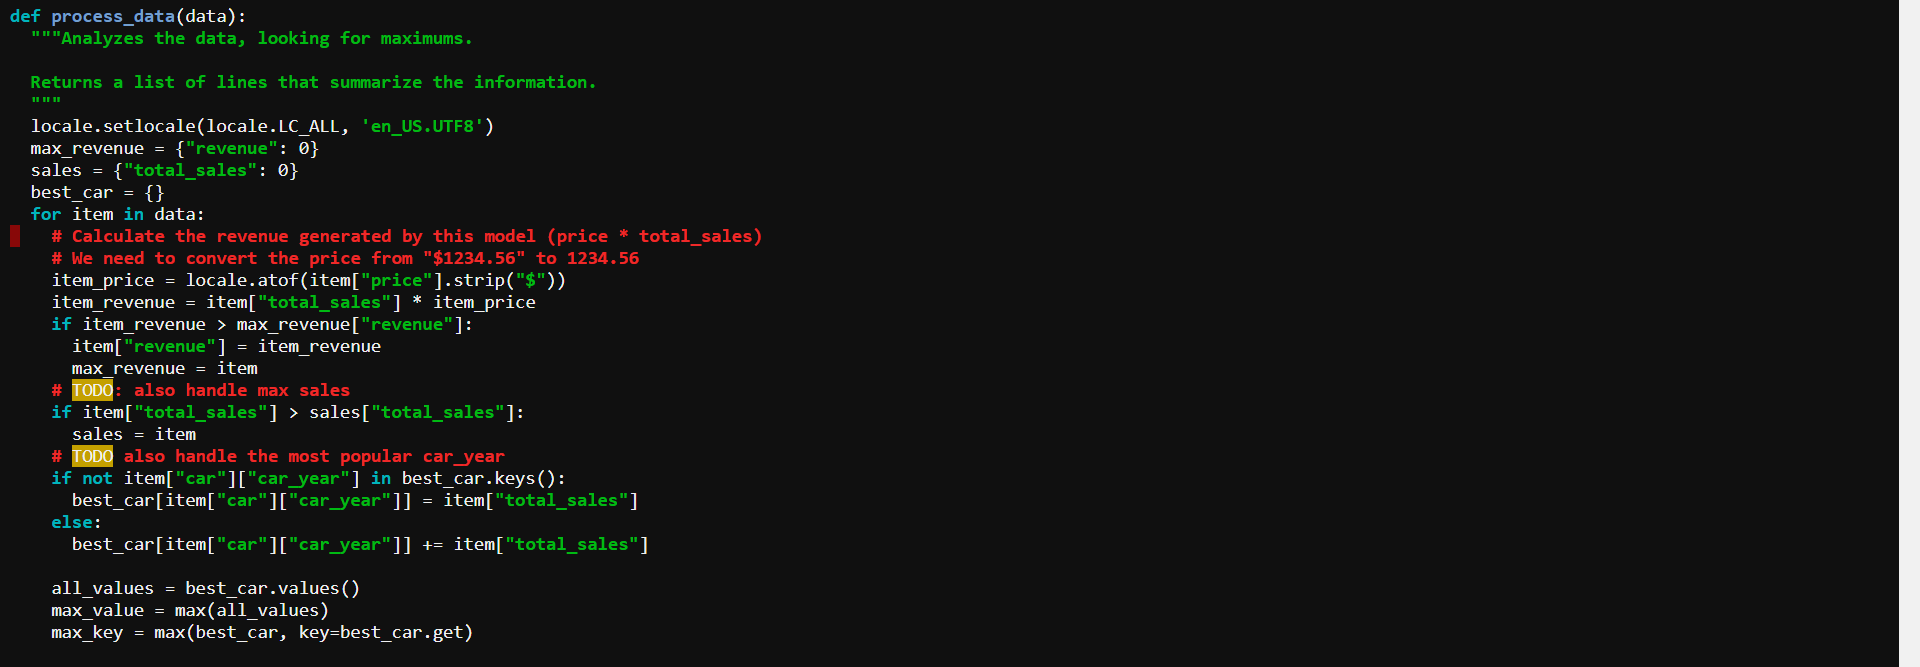 def process_data(data):
  """Analyzes the data, looking for maximums.

  Returns a list of lines that summarize the information.
  """
  locale.setlocale(locale.LC_ALL, 'en_US.UTF8')
  max_revenue = {"revenue": 0}
  sales = {"total_sales": 0}
  best_car = {}
  for item in data:
    # Calculate the revenue generated by this model (price * total_sales)
    # We need to convert the price from "$1234.56" to 1234.56
    item_price = locale.atof(item["price"].strip("$"))
    item_revenue = item["total_sales"] * item_price
    if item_revenue > max_revenue["revenue"]:
      item["revenue"] = item_revenue
      max_revenue = item
    # TODO: also handle max sales
    if item["total_sales"] > sales["total_sales"]:
      sales = item
    # TODO also handle the most popular car_year
    if not item["car"]["car_year"] in best_car.keys():
      best_car[item["car"]["car_year"]] = item["total_sales"]
    else:
      best_car[item["car"]["car_year"]] += item["total_sales"]

    all_values = best_car.values()
    max_value = max(all_values)
    max_key = max(best_car, key=best_car.get)